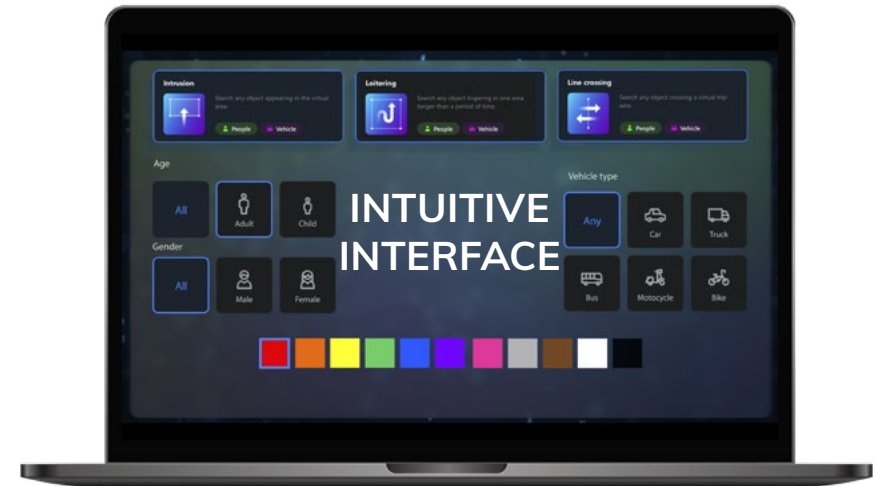 Intrusion
Search any object appearing in the virtual
area.
People Vehicle
Loitering
Search any object lingering in one area
longer than a period of time.
People Vehicle
Line crossing
Search any object crossing a virtual trip-
wire.
People Vehicle
Age
All
Adult
Child
Gender
All
Male
Female
INTUITIVE
INTERFACE
Vehicle type
Any
Car
Truck
Bus
Motocycle
Bike